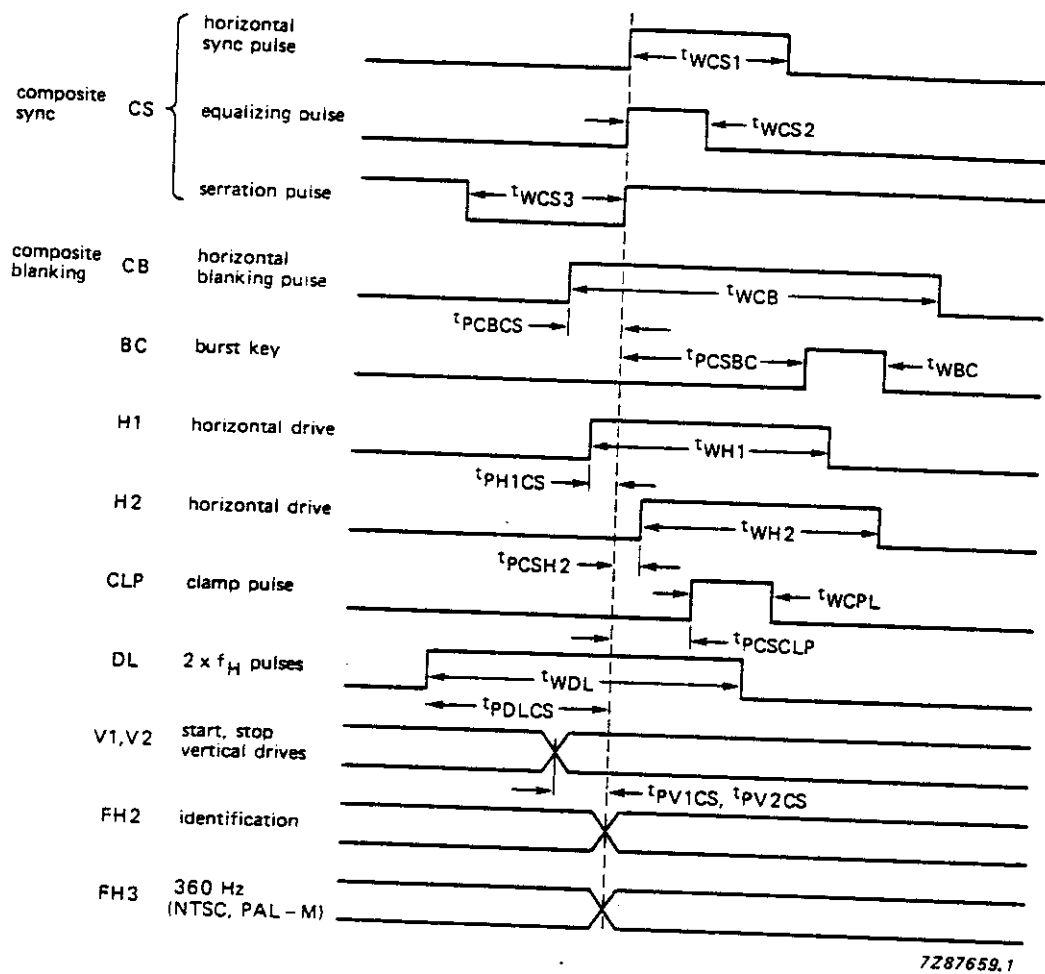 horizontal
sync pulse
tWCS1
composite
sync
CS
equalizing pulse
tWCS2
serration pulse
tWCS3
composite
blanking
CB
horizontal
blanking pulse
tWCB
tPCBCS
BC
burst key
tPCSBC
tWBC
H1
horizontal drive
tWH1
tPH1CS
H2
horizontal drive
tWH2
tPCSH2
CLP
clamp pulse
tWCPL
tPCSCLP
DL
2 x fH pulses
tWDL
tPDLCS
V1,V2
start, stop
vertical drives
tPV1CS, tPV2CS
FH2
identification
FH3
360 Hz
(NTSC, PAL – M)
7Z87659.1